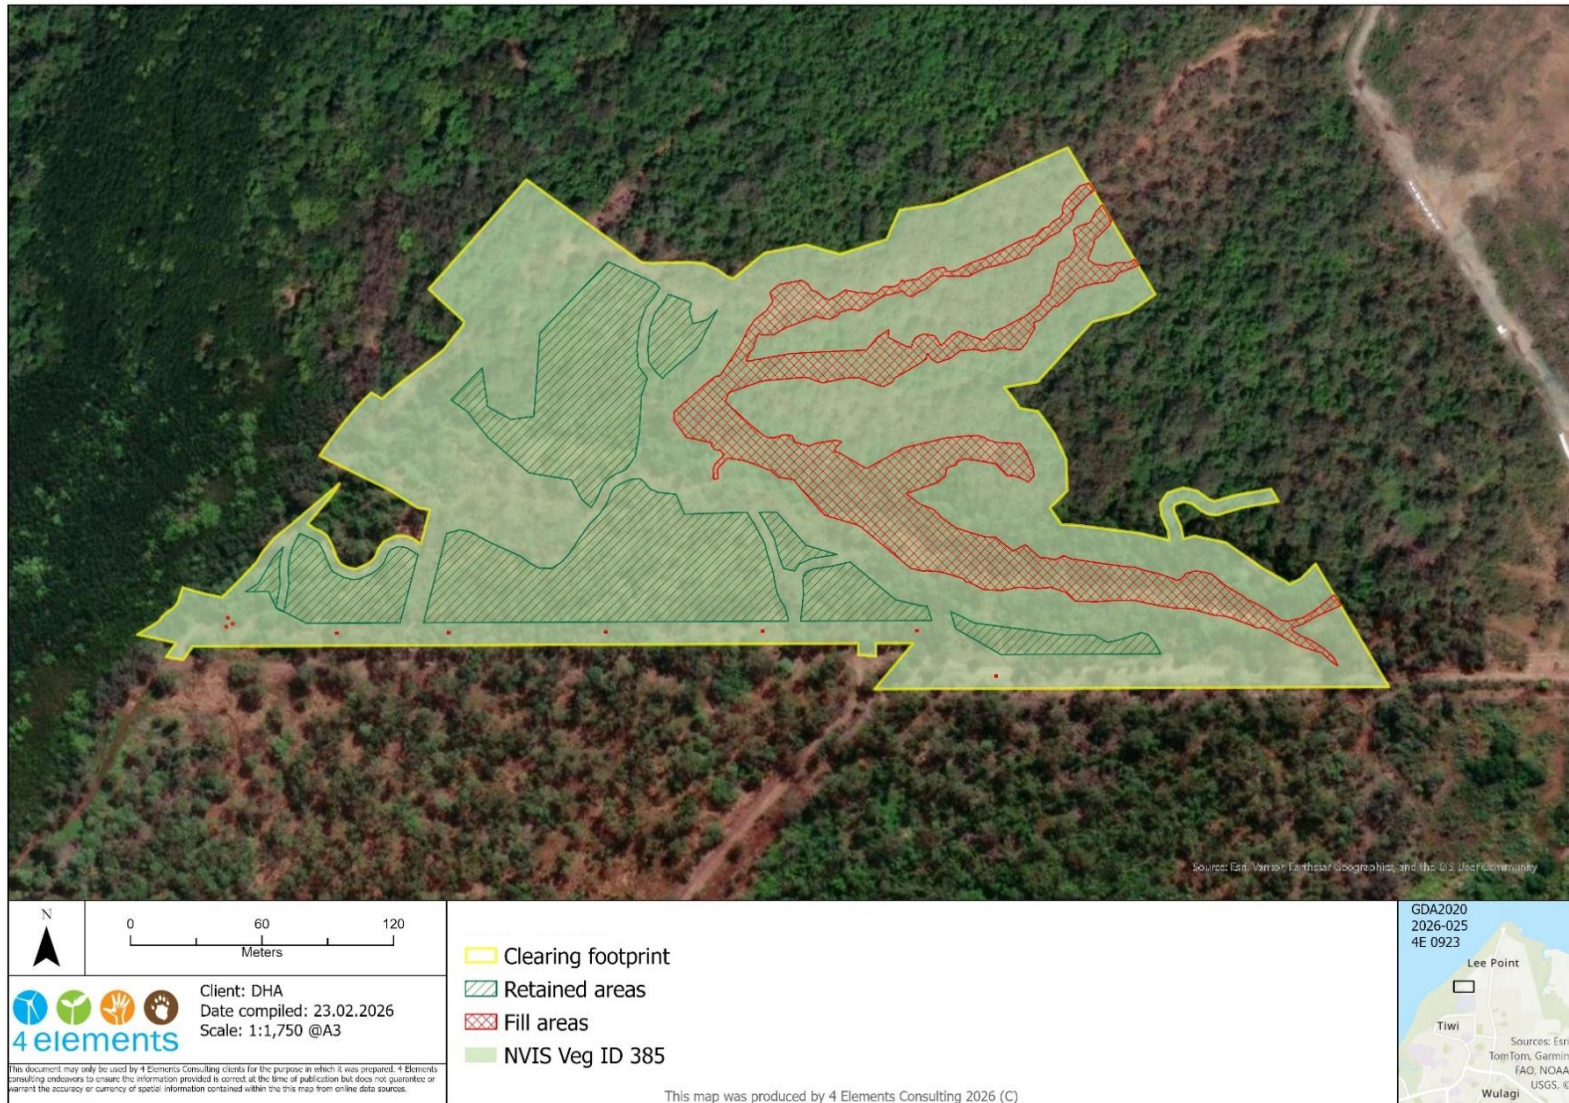 Source: Esri, Vantor, Earthstar Geographics, and the GIS User Community
N
0 60 120
Meters
4 elements
Client: DHA
Date compiled: 23.02.2026
Scale: 1:1,750 @A3
This document may only be used by 4 Elements Consulting clients for the purpose in which it was prepared. 4 Elements
consulting endeavors to ensure the information provided is correct at the time of publication but does not guarantee or
warrant the accuracy or currency of spatial information contained within the this map from online data sources.
Clearing footprint
Retained areas
Fill areas
NVIS Veg ID 385
This map was produced by 4 Elements Consulting 2026 (C)
GDA2020
2026-025
4E 0923
Lee Point
Tiwi
Sources: Esri
TomTom, Garmin
FAO, NOAA
USGS, ©
Wulagi